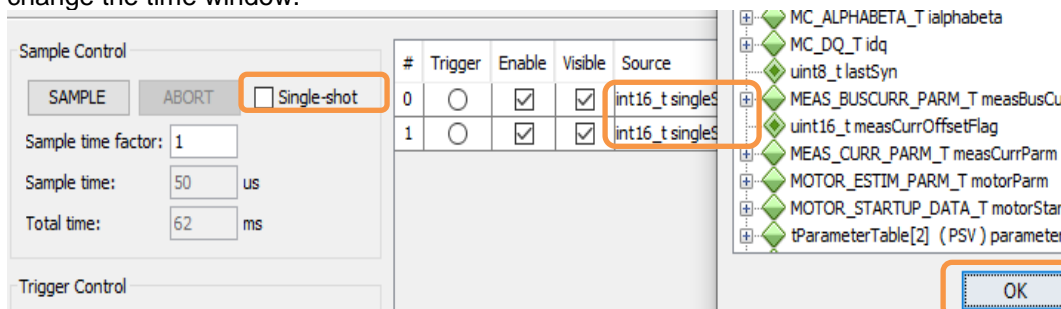 change the time window.
Sample Control
SAMPLE ABORT Single-shot
Sample time factor: 1
Sample time: 50 us
Total time: 62 ms
Trigger Control
# Trigger Enable Visible Source
0 int16_t singleS
1 int16_t singleS
MC_ALPHABETA_T ialphabeta
MC_DQ_T idq
uint8_t lastSyn
MEAS_BUSCURR_PARM_T measBusCu
uint16_t measCurrOffsetFlag
MEAS_CURR_PARM_T measCurrParm
MOTOR_ESTIM_PARM_T motorParm
MOTOR_STARTUP_DATA_T motorStar
tParameterTable[2] ( PSV ) parameter
OK